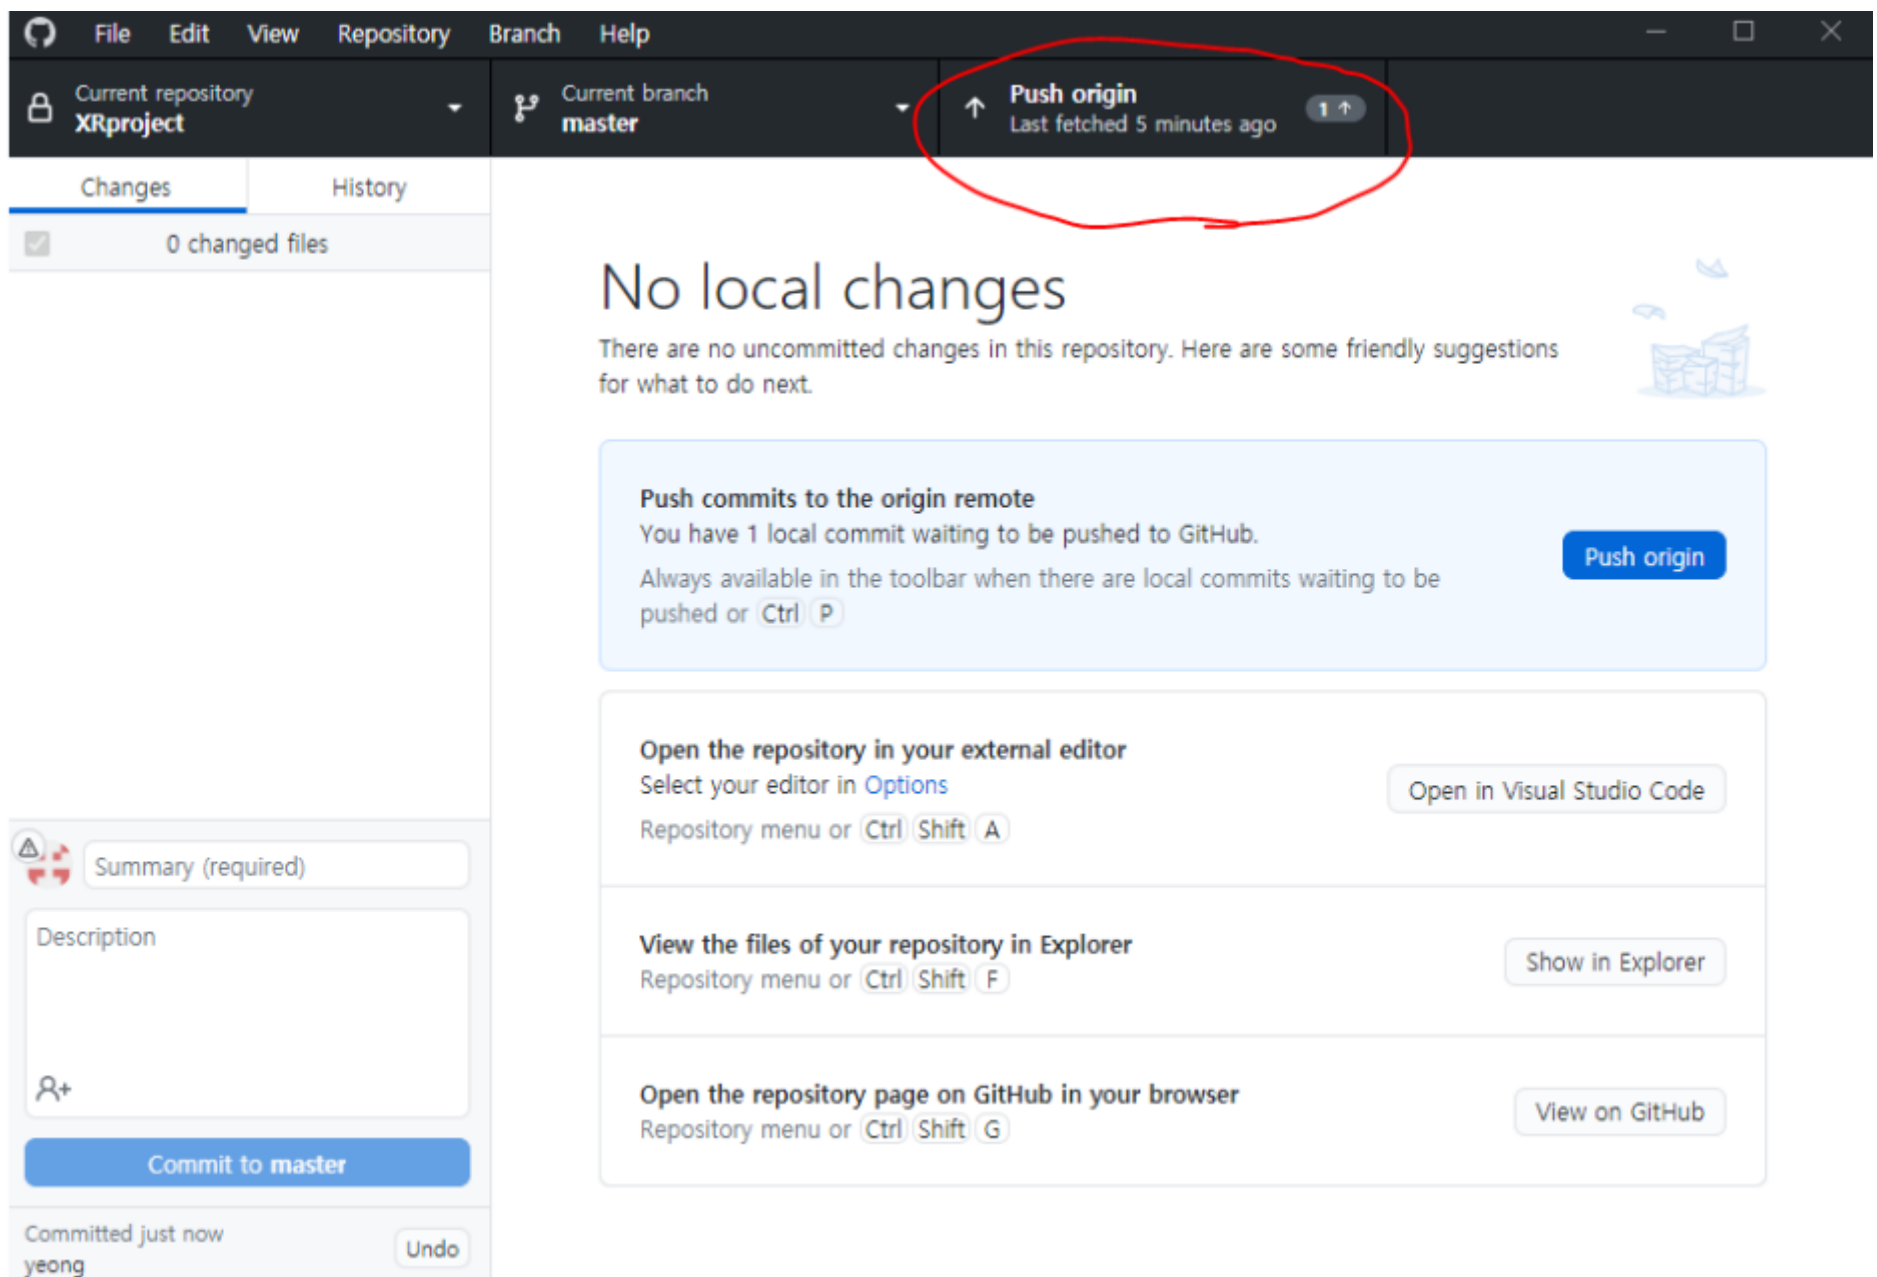 File Edit View Repository Branch Help
Current repository
XRproject
Current branch
master
Push origin
Last fetched 5 minutes ago
1
Changes
History
0 changed files
No local changes
There are no uncommitted changes in this repository. Here are some friendly suggestions
for what to do next.
Push commits to the origin remote
You have 1 local commit waiting to be pushed to GitHub.
Always available in the toolbar when there are local commits waiting to be
pushed or Ctrl P
Push origin
Open the repository in your external editor
Select your editor in Options
Repository menu or Ctrl Shift A
Open in Visual Studio Code
View the files of your repository in Explorer
Repository menu or Ctrl Shift F
Show in Explorer
Open the repository page on GitHub in your browser
Repository menu or Ctrl Shift G
View on GitHub
Summary (required)
Description
Commit to master
Committed just now
yeong
Undo